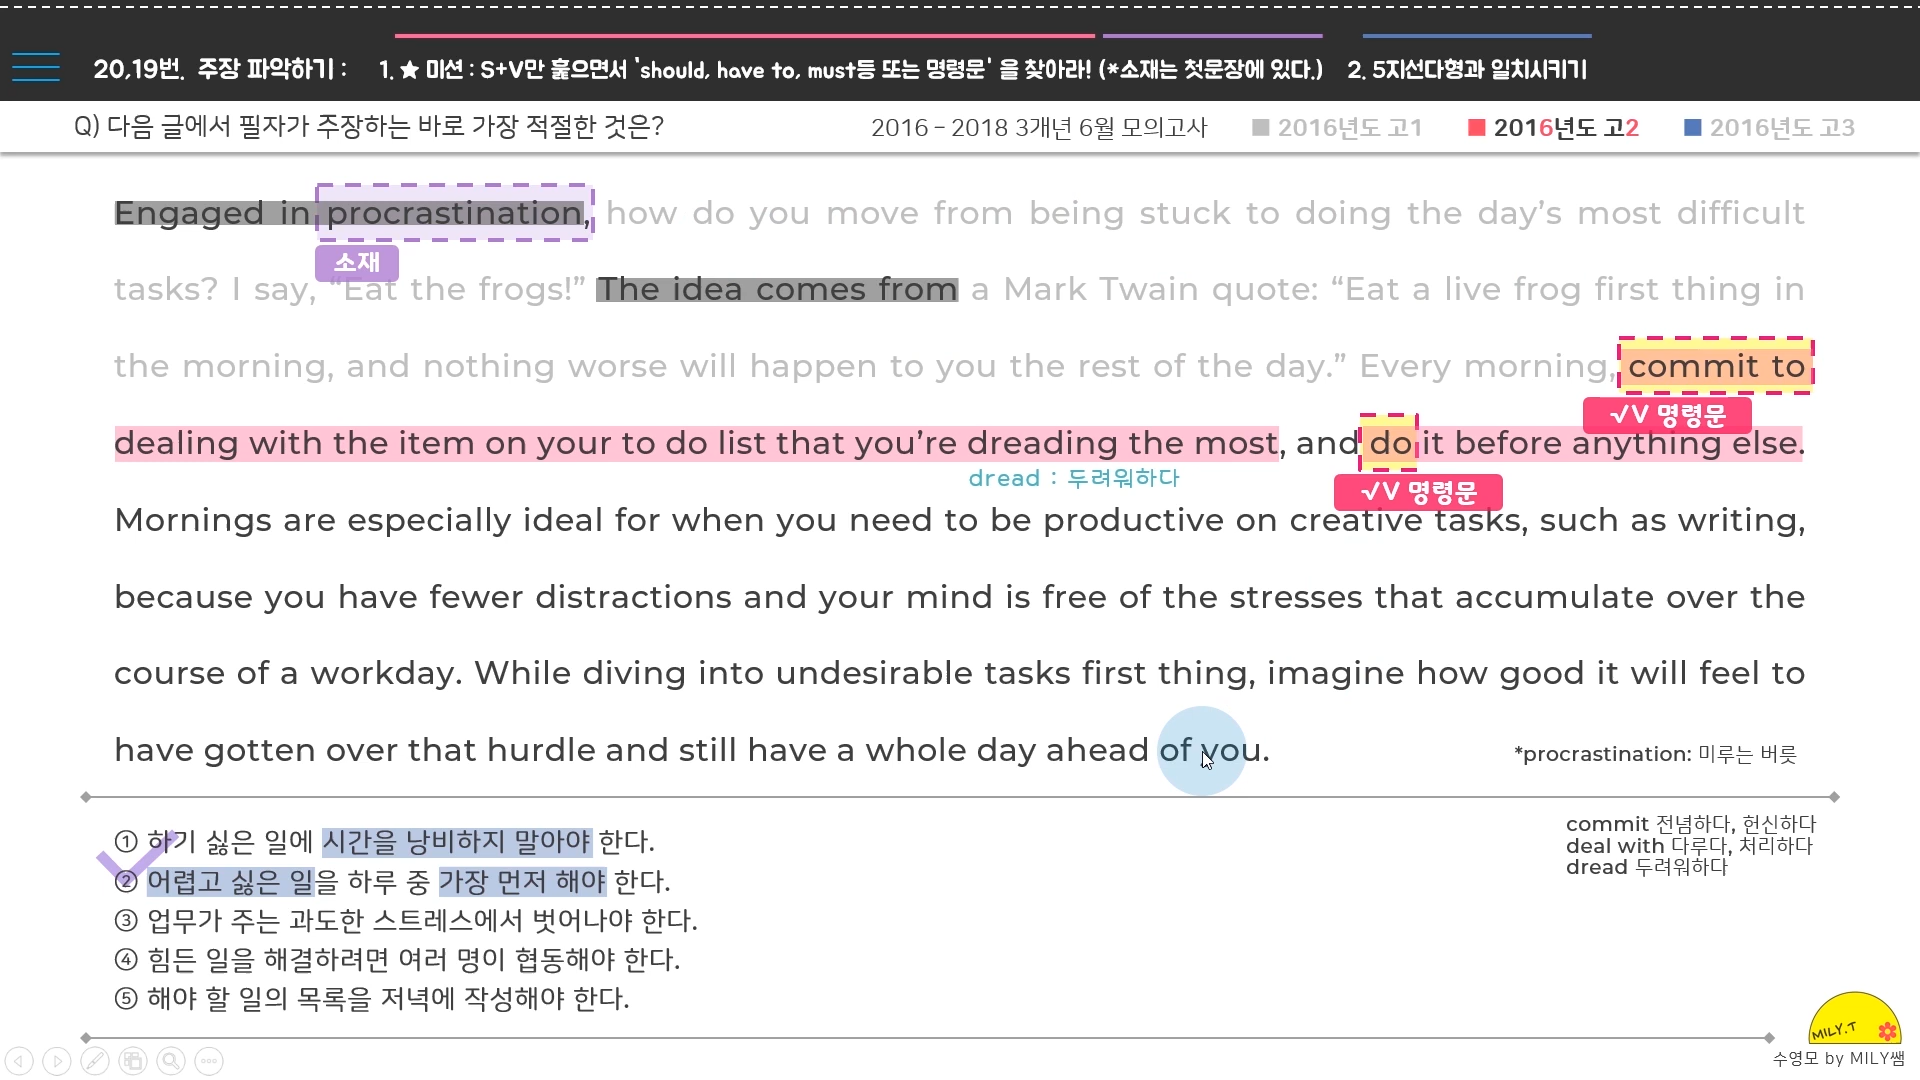 20,19번. 주장 파악하기 : 1. ★ 미션 : S+V만 훑으면서 'should, have to, must등 또는 명령문' 을 찾아라! (*소재는 첫문장에 있다.) 2. 5지선다형과 일치시키기
Q) 다음 글에서 필자가 주장하는 바로 가장 적절한 것은? 2016 – 2018 3개년 6월 모의고사 ■ 2016년도 고1 ■ 2016년도 고2 ■ 2016년도 고3
Engaged in procrastination, how do you move from being stuck to doing the day's most difficult
소재
tasks? I say, “Eat the frogs!” The idea comes from a Mark Twain quote: “Eat a live frog first thing in
the morning, and nothing worse will happen to you the rest of the day.” Every morning, commit to
√V 명령문
dealing with the item on your to do list that you’re dreading the most, and do it before anything else.
dread : 두려워하다
√V 명령문
Mornings are especially ideal for when you need to be productive on creative tasks, such as writing,
because you have fewer distractions and your mind is free of the stresses that accumulate over the
course of a workday. While diving into undesirable tasks first thing, imagine how good it will feel to
have gotten over that hurdle and still have a whole day ahead of you.
*procrastination: 미루는 버릇
① 하기 싫은 일에 시간을 낭비하지 말아야 한다.
② 어렵고 싫은 일을 하루 중 가장 먼저 해야 한다.
③ 업무가 주는 과도한 스트레스에서 벗어나야 한다.
④ 힘든 일을 해결하려면 여러 명이 협동해야 한다.
⑤ 해야 할 일의 목록을 저녁에 작성해야 한다.
commit 전념하다, 헌신하다
deal with 다루다, 처리하다
dread 두려워하다
MILY.T
수영모 by MILY쌤